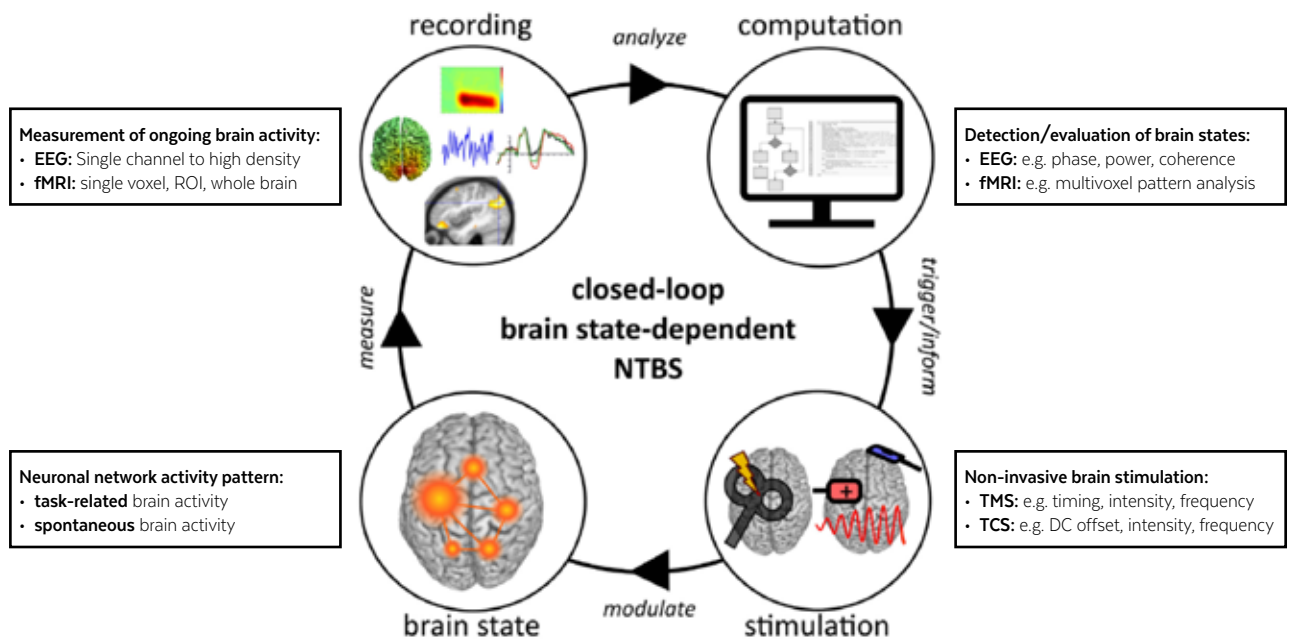 recording
analyze
computation
Measurement of ongoing brain activity:
• EEG: Single channel to high density
• fMRI: single voxel, ROI, whole brain
Detection/evaluation of brain states:
• EEG: e.g. phase, power, coherence
• fMRI: e.g. multivoxel pattern analysis
measure
closed-loop
brain state-dependent
NTBS
trigger/inform
Neuronal network activity pattern:
• task-related brain activity
• spontaneous brain activity
Non-invasive brain stimulation:
• TMS: e.g. timing, intensity, frequency
• TCS: e.g. DC offset, intensity, frequency
brain state
modulate
stimulation